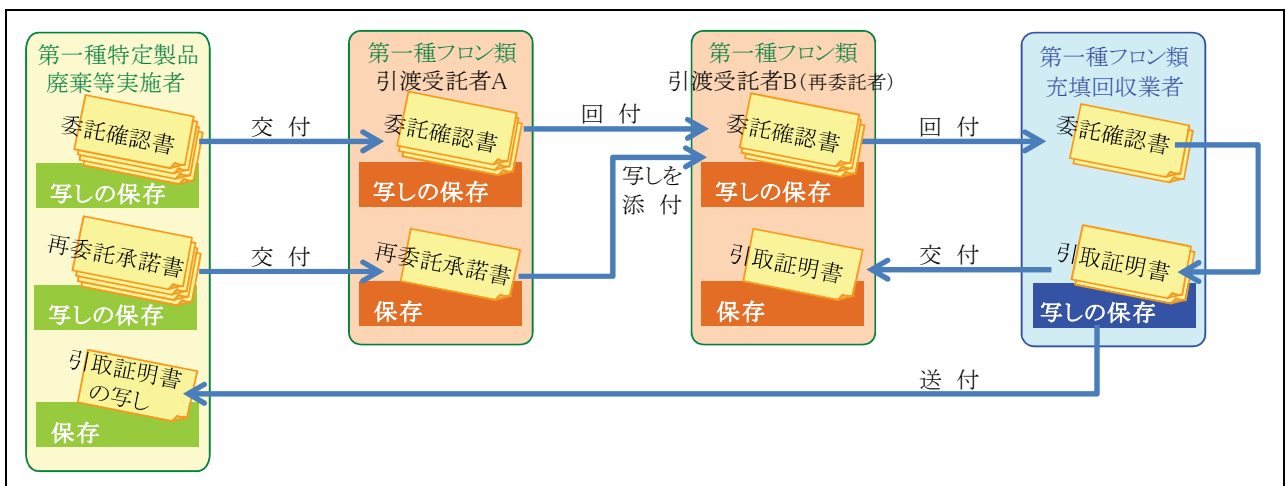 第一種特定製品
廃棄等実施者
委託確認書
写しの保存
再委託承諾書
写しの保存
引取証明書
の写し
保存
交 付
交 付
第一種フロン類
引渡受託者A
委託確認書
写しの保存
再委託承諾書
保存
回 付
写しを
添 付
第一種フロン類
引渡受託者B(再委託者)
委託確認書
写しの保存
引取証明書
保存
回 付
交 付
第一種フロン類
充填回収業者
委託確認書
引取証明書
写しの保存
送 付